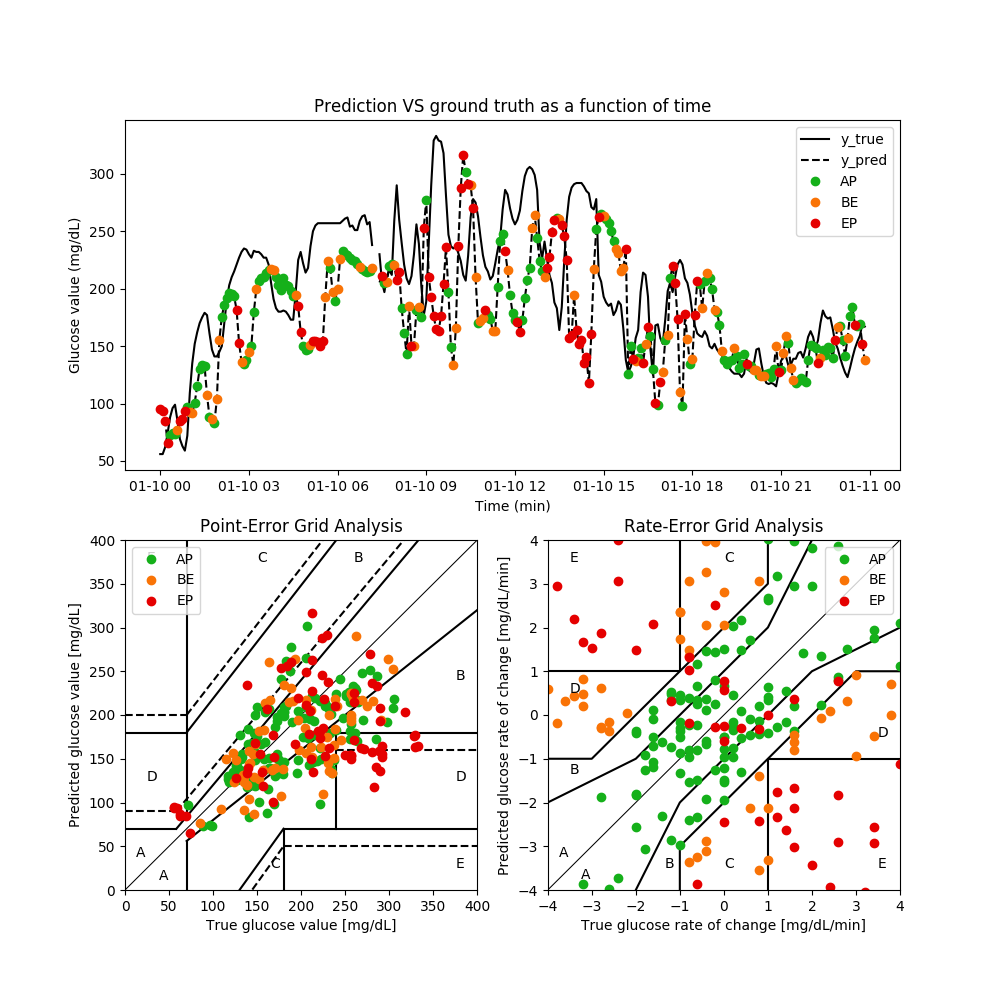 Prediction VS ground truth as a function of time
Glucose value (mg/dL)
300
250
200
150
100
50
y_true
y_pred
AP
BE
EP
01-10 00 01-10 03 01-10 06 01-10 09 01-10 12 01-10 15 01-10 18 01-10 21 01-11 00
Time (min)
Point-Error Grid Analysis
Predicted glucose value [mg/dL]
400
350
300
250
200
150
100
50
0
AP
BE
EP
C
B
B
D
D
A
A
C
E
0 50 100 150 200 250 300 350 400
True glucose value [mg/dL]
Rate-Error Grid Analysis
Predicted glucose rate of change [mg/dL/min]
4
3
2
1
0
−1
−2
−3
−4
E
C
AP
BE
EP
D
D
B
A
A
B
C
E
−4 −3 −2 −1 0 1 2 3 4
True glucose rate of change [mg/dL/min]